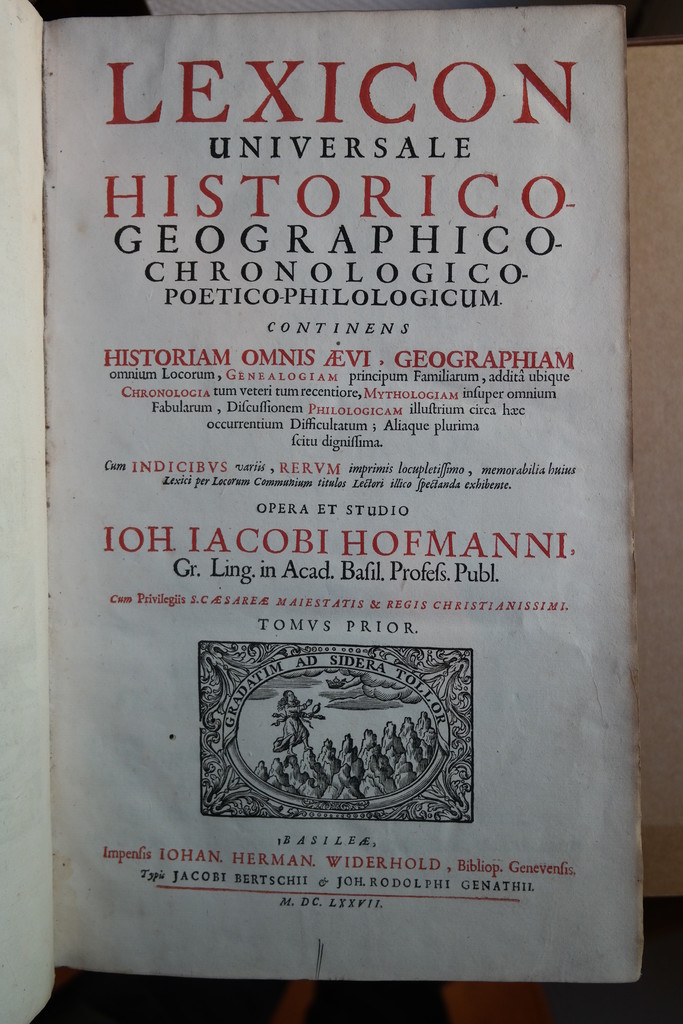 LEXICON
UNIVERSALE
HISTORICO-
GEOGRAPHICO-
CHRONOLOGICO-
POETICO-PHILOLOGICUM.
CONTINENS
HISTORIAM OMNIS ÆVI, GEOGRAPHIAM
omnium Locorum, GENEALOGIAM principum Familiarum, additâ ubique
CHRONOLOGIA tum veteri tum recentiore, MYTHOLOGIAM insuper omnium
Fabularum, Discussionem PHILOLOGICAM illustrium circa hæc
occurrentium Difficultatum; Aliaque plurima
scitu dignissima.
Cum INDICIBVS variis, RERVM imprimis locupletissimo, memorabilia huius
Lexici per Locorum Communium titulos Lectori illico spectanda exhibente.
OPERA ET STUDIO
IOH. IACOBI HOFMANNI,
Gr. Ling. in Acad. Basil. Profess. Publ.
Cum Privilegiis S. CÆSAREÆ MAIESTATIS & REGIS CHRISTIANISSIMI.
TOMVS PRIOR.
GRADATIM AD SIDERA TOLLOR
BASILEÆ,
Impensis IOHAN. HERMAN. WIDERHOLD, Bibliop. Genevensis,
Typis JACOBI BERTSCHII & JOH. RODOLPHI GENATHII.
M. DC. LXXVII.